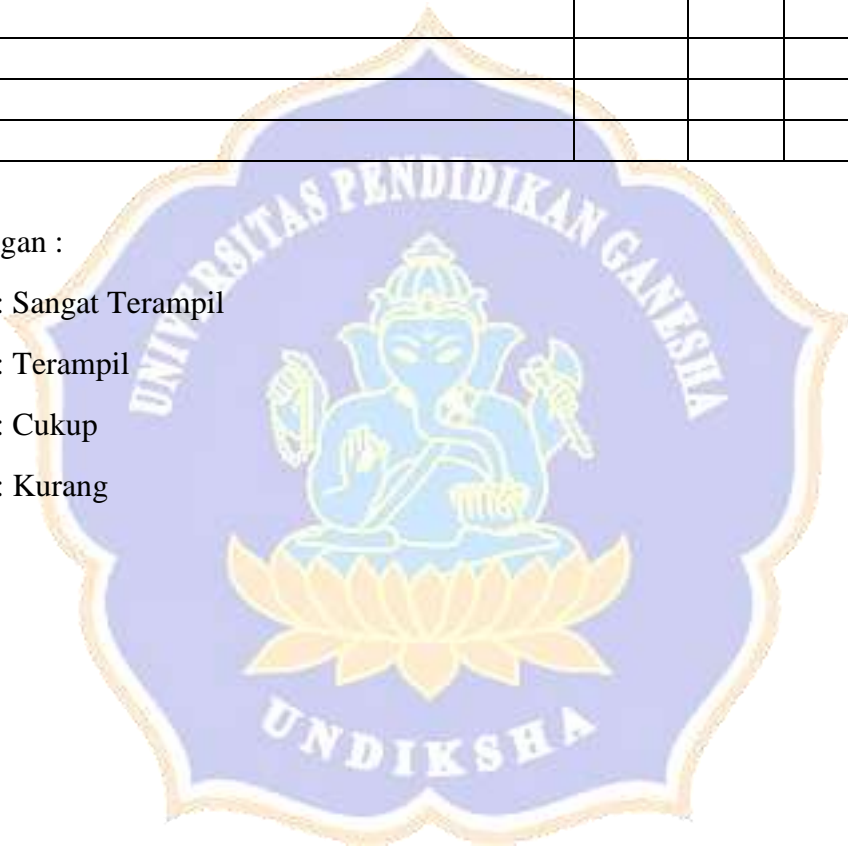 UNIVERSITAS PENDIDIKAN GANESHA
gan :
: Sangat Terampil
: Terampil
: Cukup
: Kurang
UNDIKSHA